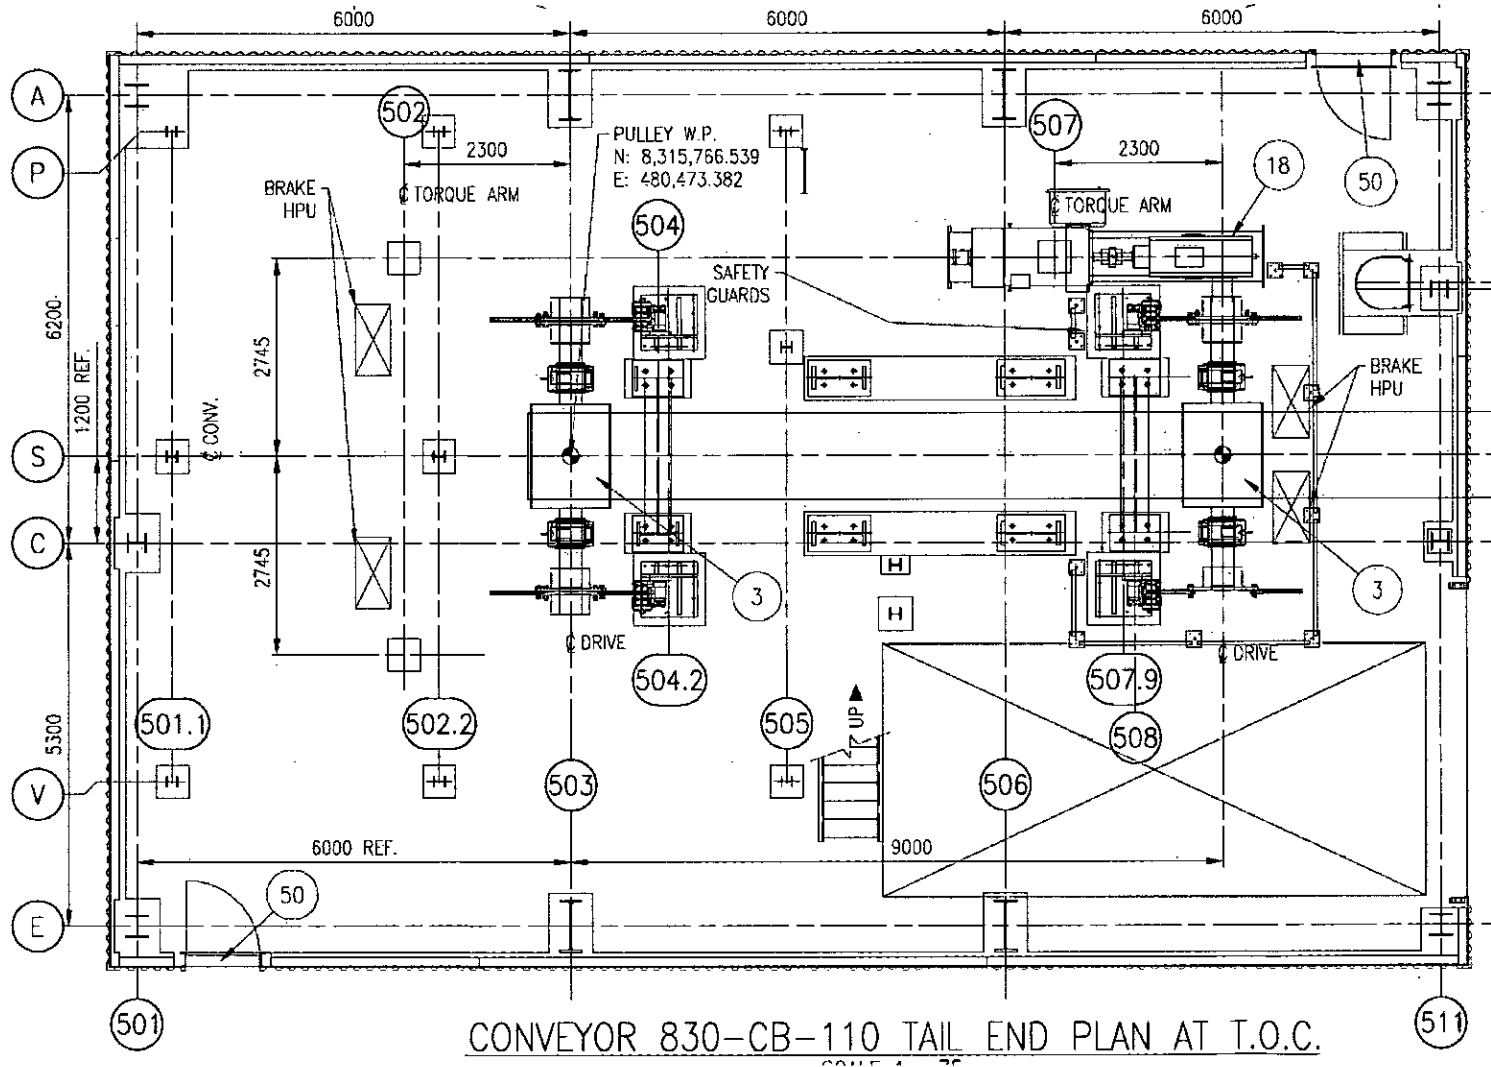 6000
6000
6000
A
502
507
PULLEY W.P.
N: 8,315,766.539
E: 480,473.382
2300
2300
18
50
P
BRAKE
HPU
℄ TORQUE ARM
℄ TORQUE ARM
504
SAFETY
GUARDS
6200
2745
1200 REF.
BRAKE
HPU
℄ CONV.
S
C
2745
3
3
℄ DRIVE
℄ DRIVE
504.2
507.9
501.1
502.2
505
UP
508
5300
V
503
506
6000 REF.
9000
50
E
501
511
CONVEYOR 830-CB-110 TAIL END PLAN AT T.O.C.